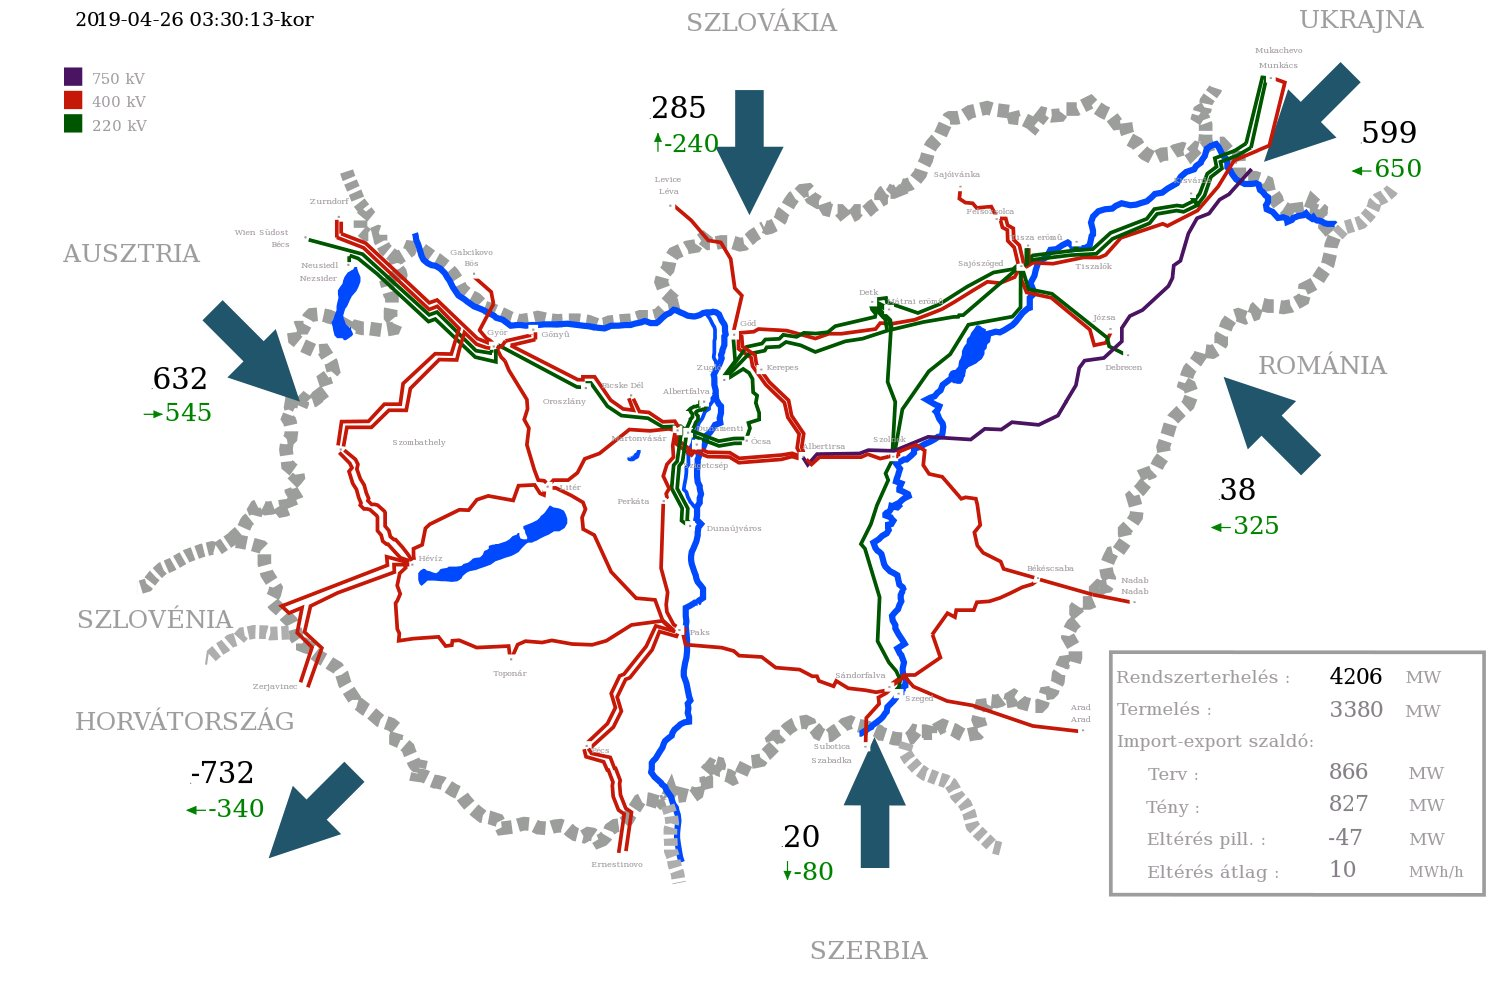 2019-04-26 03:30:13-kor
SZLOVÁKIA
UKRAJNA
Mukachevo
Munkács
750 kV
400 kV
220 kV
285
-240
599
650
Levice
Léva
Sajóivánka
Felsőzsolca
Kisvárda
Zurndorf
Wien Südost
Bécs
AUSZTRIA
Neusiedl
Nezsider
Gabcikovo
Bős
Tisza erőmű
Sajószöged
Tiszalök
Detk
Mátrai erőmű
Józsa
Debrecen
Győr
Gönyű
Göd
Zugló
Kerepes
ROMÁNIA
632
545
Bicske Dél
Oroszlány
Albertfalva
Szombathely
Martonvásár
Dunamenti
Ócsa
Albertirsa
Szolnok
Szigetcsép
Litér
Perkáta
Dunaújváros
38
325
Hévíz
Békéscsaba
Nadab
Nadab
SZLOVÉNIA
Paks
Toponár
Zerjavinec
Sándorfalva
Szeged
Arad
Arad
HORVÁTORSZÁG
Pécs
Subotica
Szabadka
-732
-340
20
-80
Ernestinovo
SZERBIA
Rendszerterhelés : 4206 MW
Termelés : 3380 MW
Import-export szaldó:
Terv : 866 MW
Tény : 827 MW
Eltérés pill. : -47 MW
Eltérés átlag : 10 MWh/h